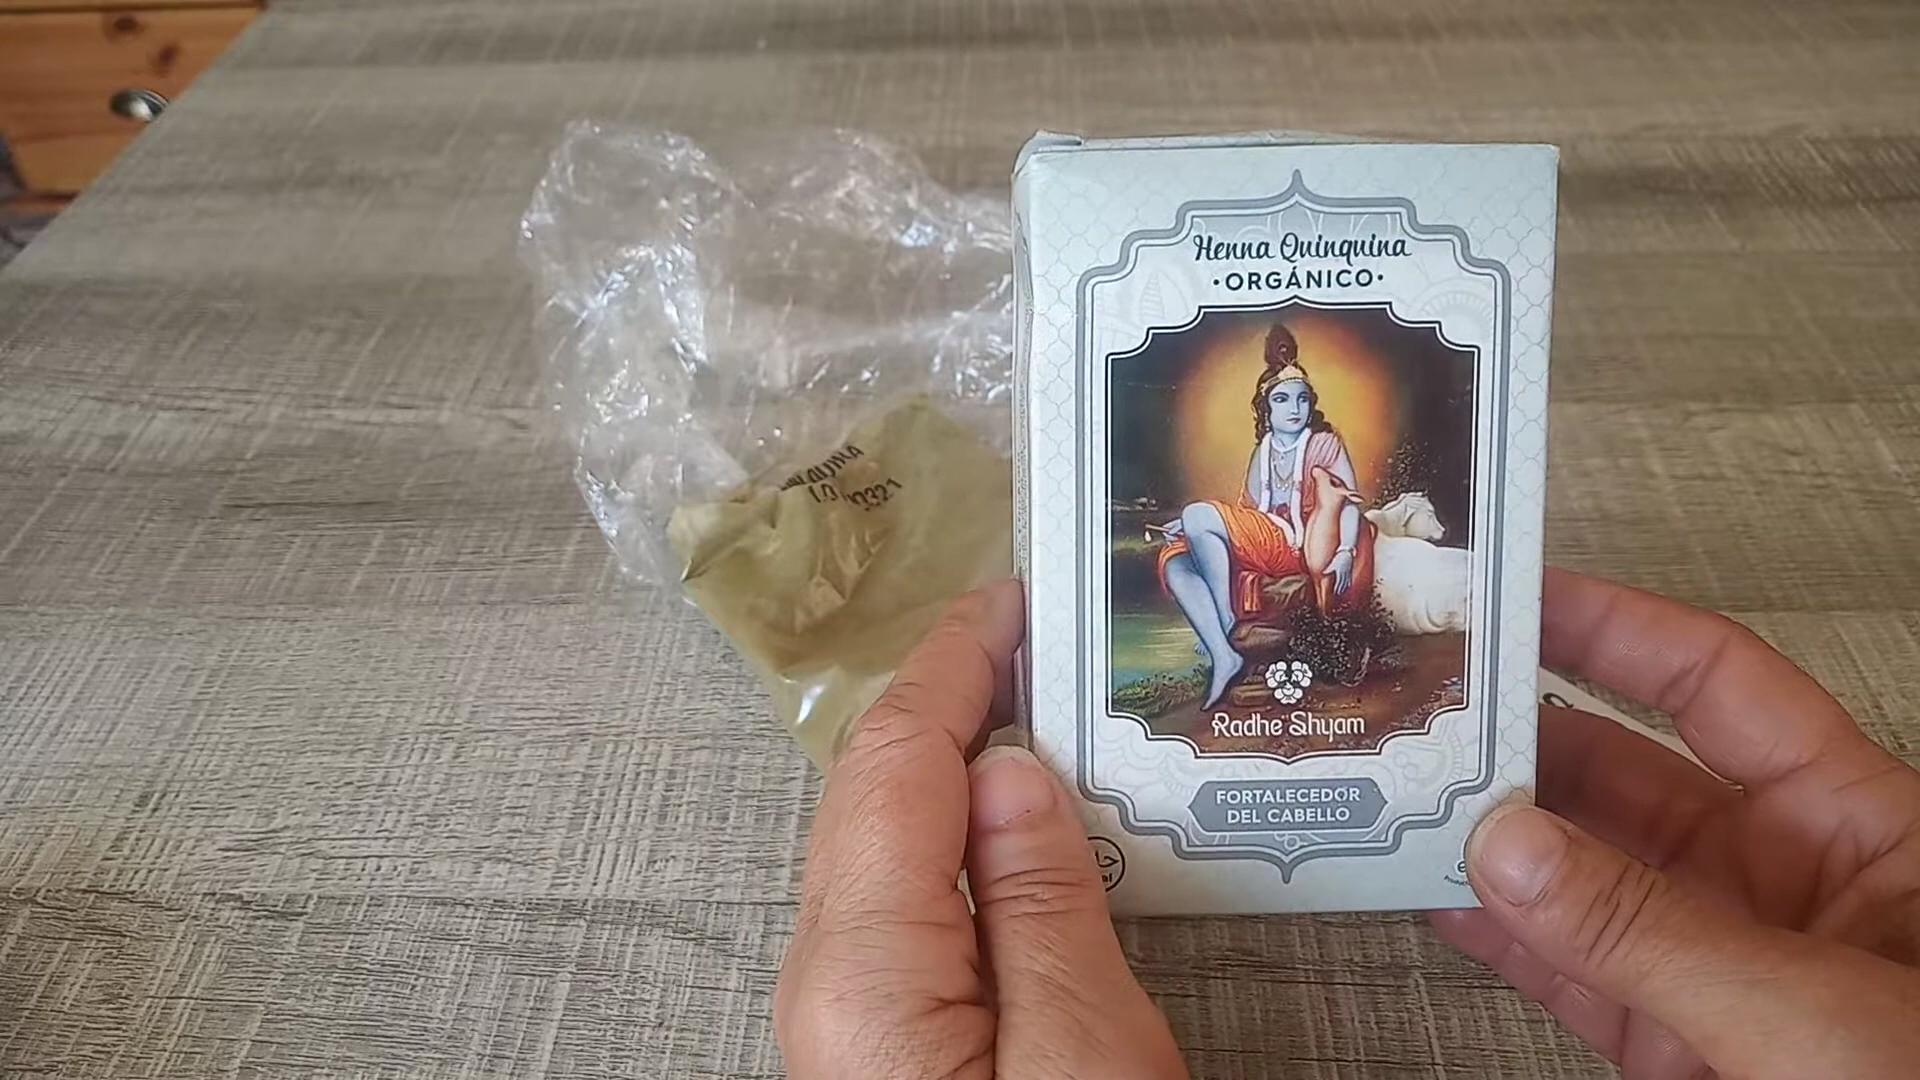 Henna Quinquina
·ORGÁNICO·
Radhe Shyam
FORTALECEDOR
DEL CABELLO